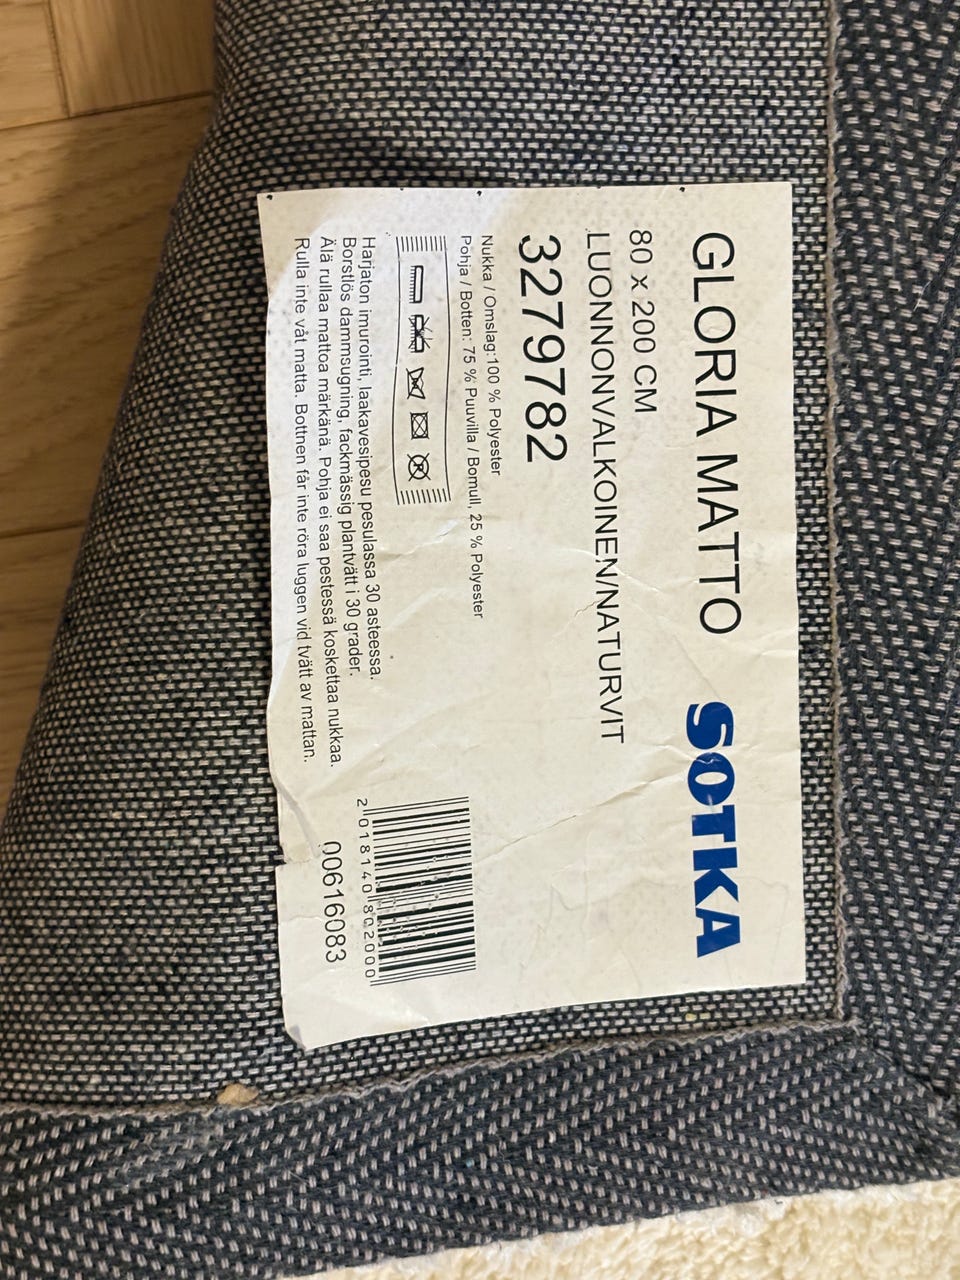 GLORIA MATTO
SOTKA
80 x 200 CM
LUONNONVALKOINEN/NATURVIT
3279782
Nukka / Omslag:100 % Polyester
Pohja / Botten: 75 % Puuvilla / Bomull, 25 % Polyester
P
Harjaton imurointi, laakavesipesu pesulassa 30 asteessa.
Borstlös dammsugning, fackmässig plantvätt i 30 grader.
Älä rullaa mattoa märkänä. Pohja ei saa pestessä koskettaa nukkaa.
Rulla inte våt matta. Bottnen får inte röra luggen vid tvätt av mattan.
2018140802000
00616083